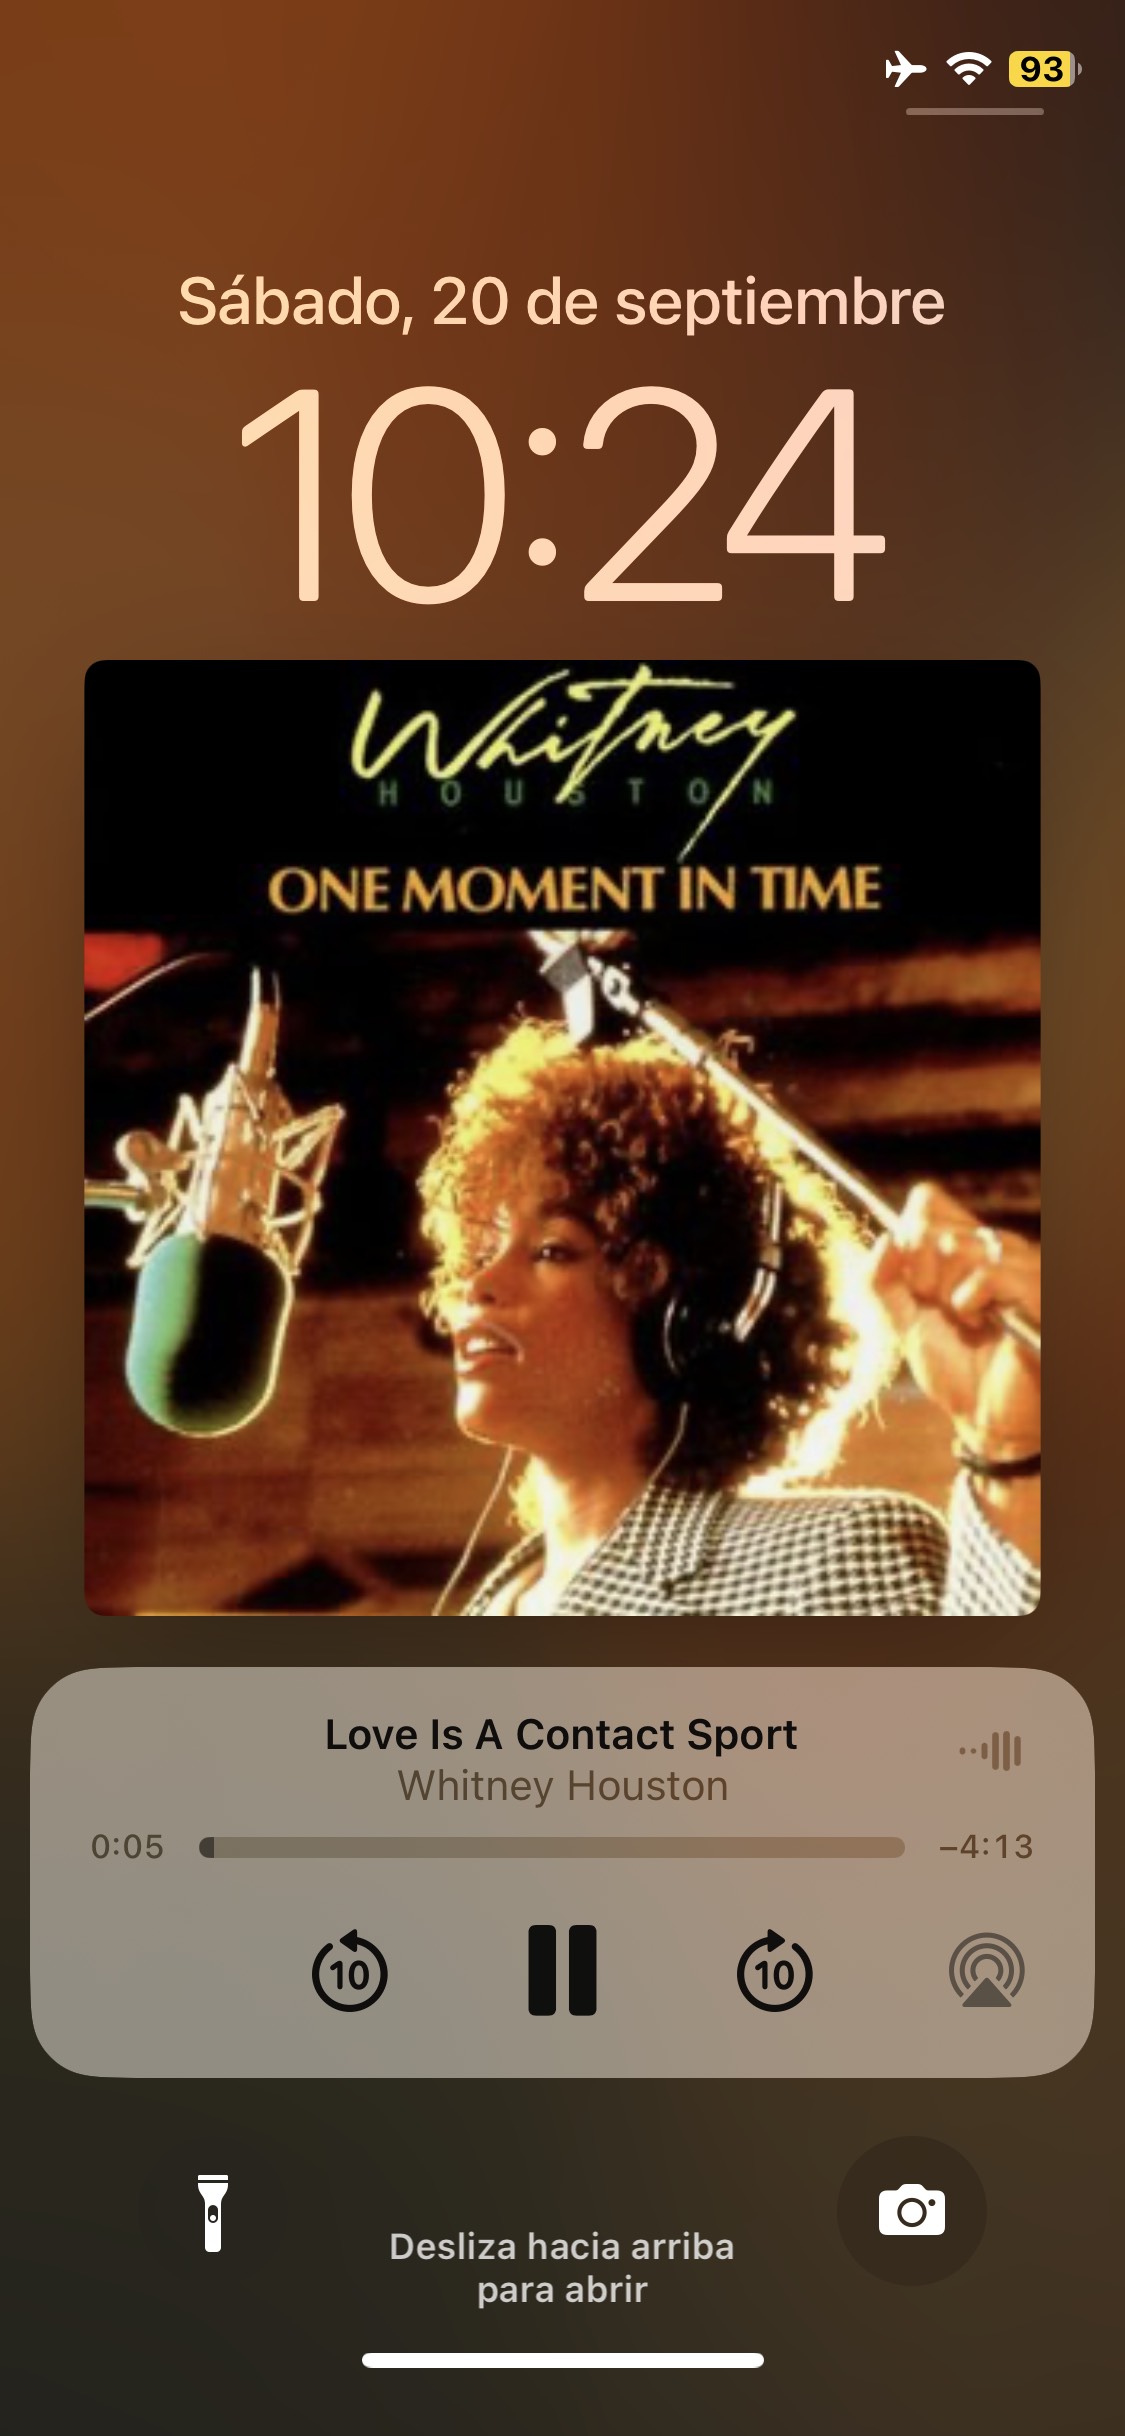 93
Sábado, 20 de septiembre
10:24
Whitney
HOUSTON
ONE MOMENT IN TIME
Love Is A Contact Sport
Whitney Houston
0:05 −4:13
10 10
Desliza hacia arriba
para abrir